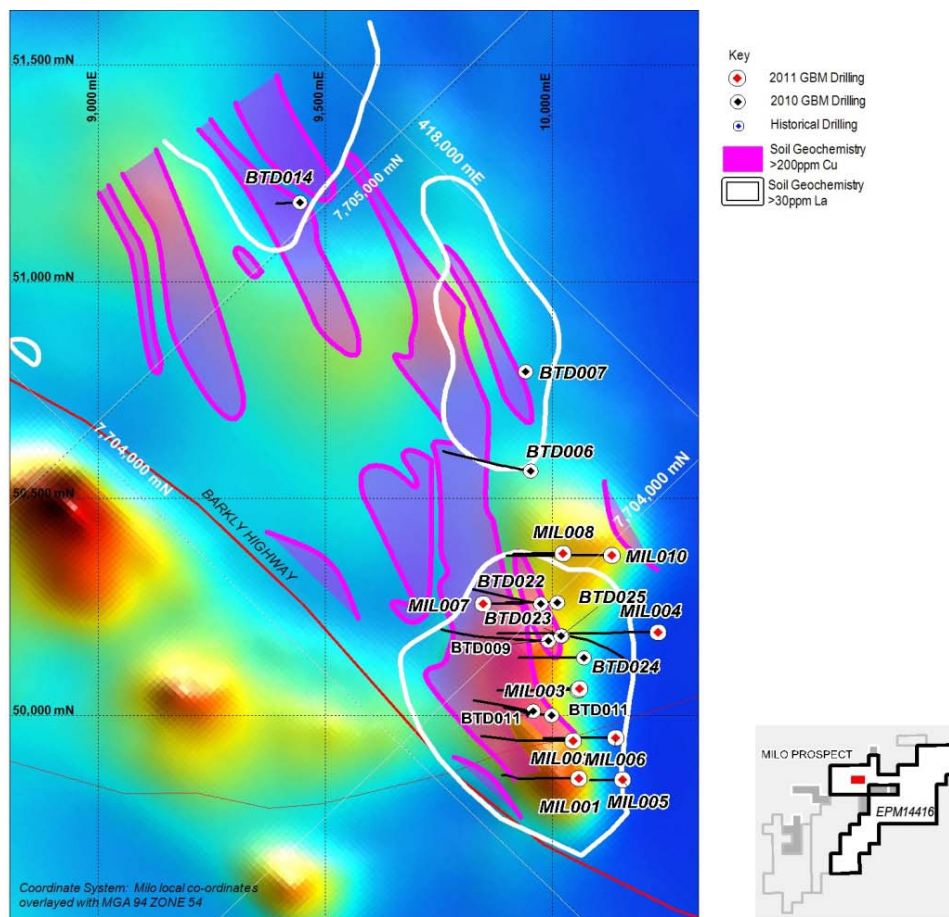 51,500 mN
9,000 mE
9,500 mE
10,000 mE
418,000 mE
BTD014
7,705,000 mN
51,000 mN
BTD007
7,704,000 mN
BTD006
7,704,000 mN
50,500 mN
BARKLY HIGHWAY
MIL008
MIL010
BTD022
BTD025
MIL007
MIL004
BTD023
BTD009
BTD024
MIL003
50,000 mN
BTD011
BTD011
MIL006
MIL001
MIL005
Coordinate System: Milo local co-ordinates
overlayed with MGA 94 ZONE 54
Key
2011 GBM Drilling
2010 GBM Drilling
Historical Drilling
Soil Geochemistry
>200ppm Cu
Soil Geochemistry
>30ppm La
MILO PROSPECT
EPM14416